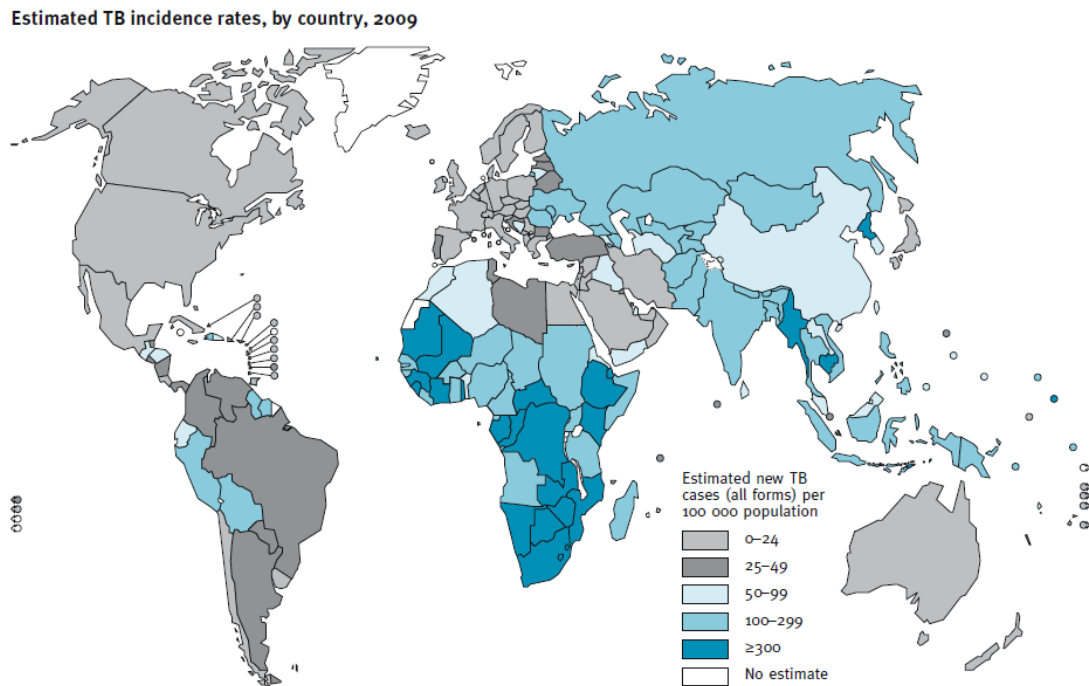 Estimated TB incidence rates, by country, 2009
Estimated new TB
cases (all forms) per
100 000 population
0–24
25–49
50–99
100–299
≥300
No estimate